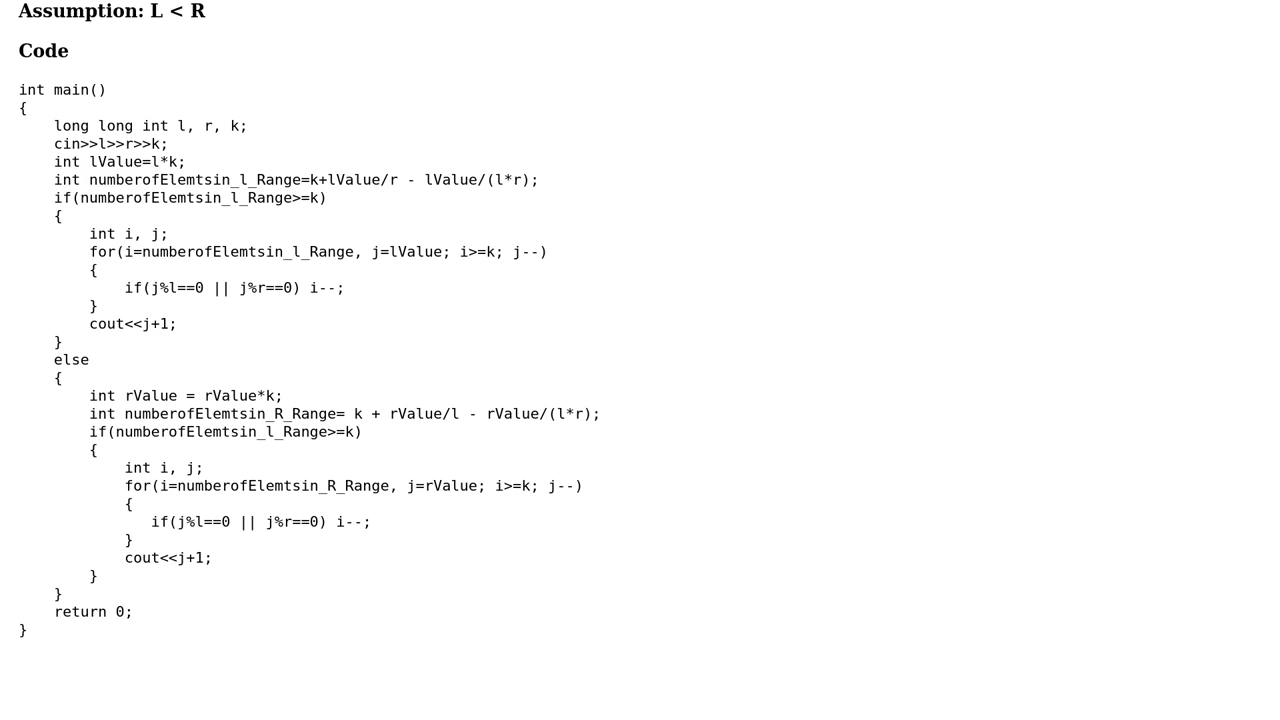 Assumption: L < R
Code
int main()
{
    long long int l, r, k;
    cin>>l>>r>>k;
    int lValue=l*k;
    int numberofElemtsin_l_Range=k+lValue/r - lValue/(l*r);
    if(numberofElemtsin_l_Range>=k)
    {
        int i, j;
        for(i=numberofElemtsin_l_Range, j=lValue; i>=k; j--)
        {
            if(j%l==0 || j%r==0) i--;
        }
        cout<<j+1;
    }
    else
    {
        int rValue = rValue*k;
        int numberofElemtsin_R_Range= k + rValue/l - rValue/(l*r);
        if(numberofElemtsin_l_Range>=k)
        {
            int i, j;
            for(i=numberofElemtsin_R_Range, j=rValue; i>=k; j--)
            {
               if(j%l==0 || j%r==0) i--;
            }
            cout<<j+1;
        }
    }
    return 0;
}